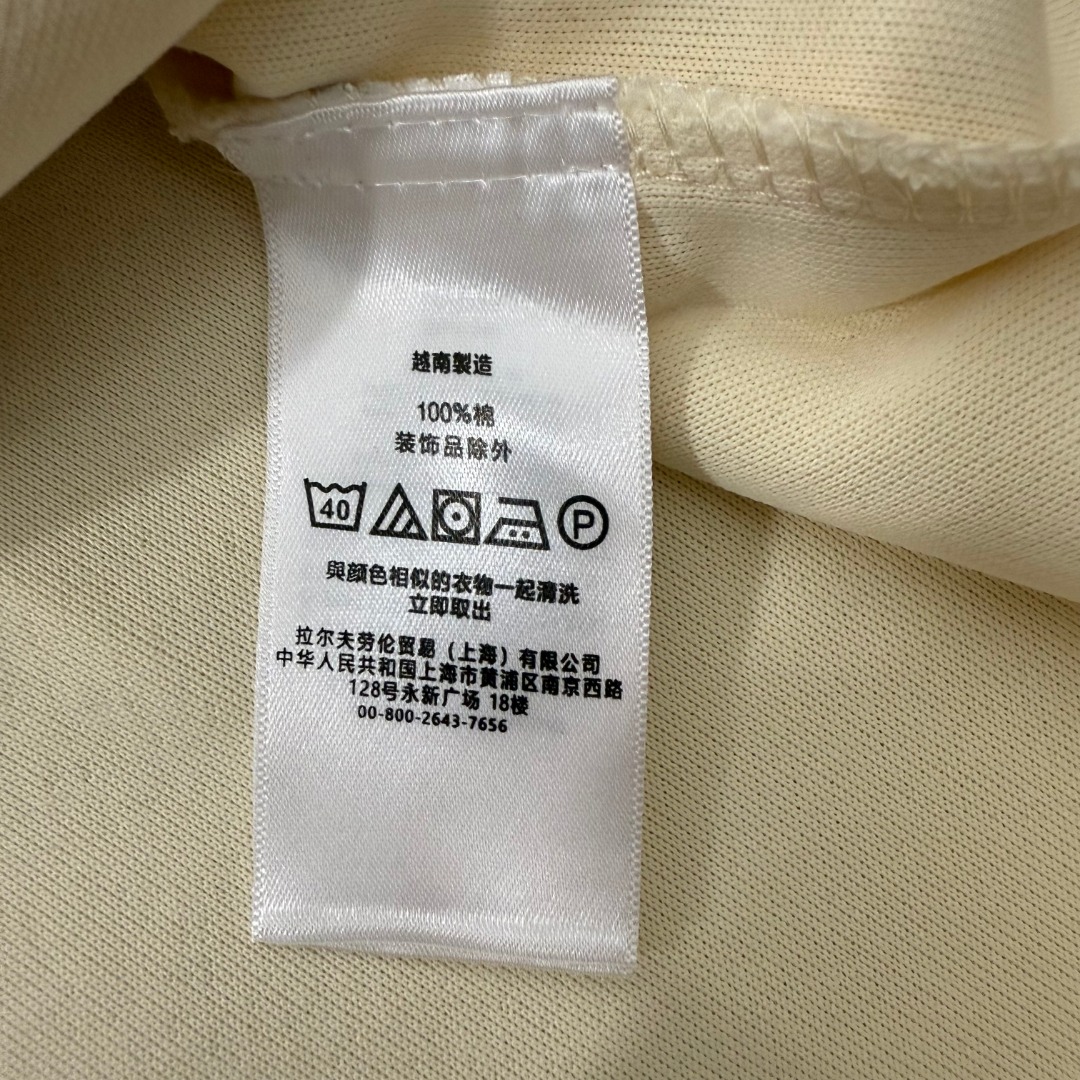 越南製造
100%棉
装饰品除外
40 P
與颜色相似的衣物一起清洗
立即取出
拉尔夫劳伦贸易（上海）有限公司
中华人民共和国上海市黄浦区南京西路
128号永新广场 18楼
00-800-2643-7656